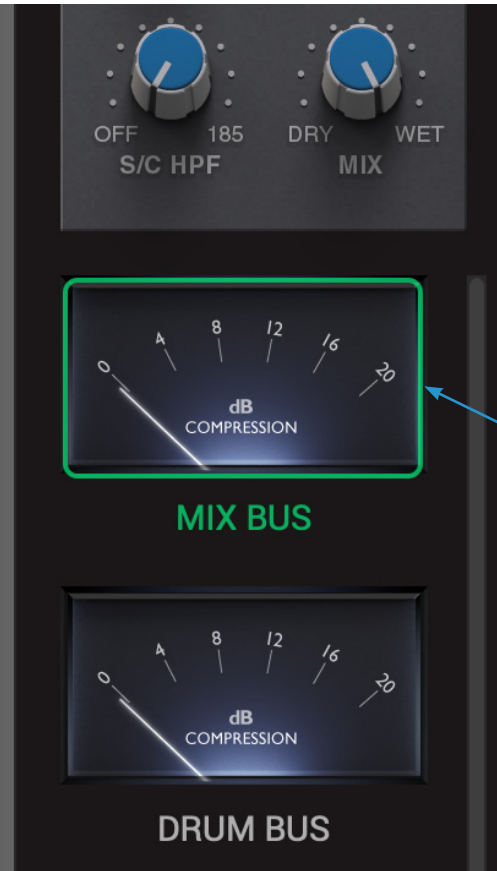 OFF 185 DRY WET
S/C HPF MIX
0 4 8 12 16 20
dB
COMPRESSION
MIX BUS
0 4 8 12 16 20
dB
COMPRESSION
DRUM BUS